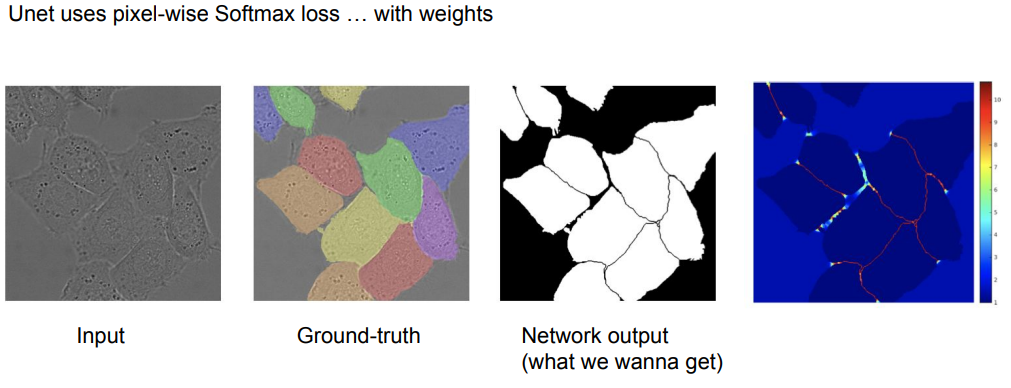 Unet uses pixel-wise Softmax loss … with weights
10
9
8
7
6
5
4
3
2
1
Input
Ground-truth
Network output
(what we wanna get)